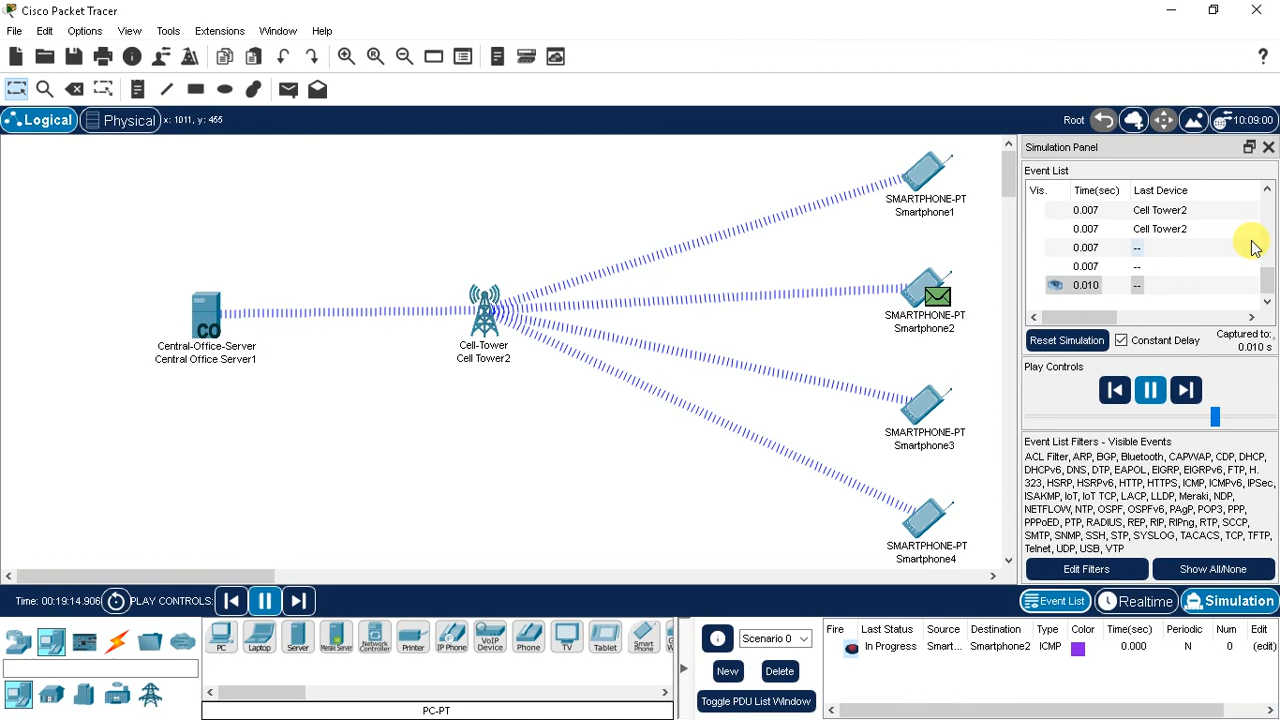 Cisco Packet Tracer
File Edit Options View Tools Extensions Window Help
Logical Physical x: 1011, y: 455 Root 10:09:00
Simulation Panel
Event List
Vis. Time(sec) Last Device
0.007 Cell Tower2
0.007 Cell Tower2
0.007 --
0.007 --
0.010 --
Reset Simulation Constant Delay Captured to:
0.010 s
Play Controls
Event List Filters - Visible Events
ACL Filter, ARP, BGP, Bluetooth, CAPWAP, CDP, DHCP,
DHCPv6, DNS, DTP, EAPOL, EIGRP, EIGRPv6, FTP, H.
323, HSRP, HSRPv6, HTTP, HTTPS, ICMP, ICMPv6, IPSec,
ISAKMP, IoT, IoT TCP, LACP, LLDP, Meraki, NDP,
NETFLOW, NTP, OSPF, OSPFv6, PAgP, POP3, PPP,
PPPoED, PTP, RADIUS, REP, RIP, RIPng, RTP, SCCP,
SMTP, SNMP, SSH, STP, SYSLOG, TACACS, TCP, TFTP,
Telnet, UDP, USB, VTP
Edit Filters Show All/None
SMARTPHONE-PT
Smartphone1
SMARTPHONE-PT
Smartphone2
CO
Central-Office-Server
Central Office Server1
Cell-Tower
Cell Tower2
SMARTPHONE-PT
Smartphone3
SMARTPHONE-PT
Smartphone4
Time: 00:19:14.906 PLAY CONTROLS: Event List Realtime Simulation
PC Laptop Server Meraki Server Network Controller Printer IP Phone VoIP Device Phone TV Tablet Smart Phone
PC-PT
Scenario 0
New Delete
Toggle PDU List Window
Fire Last Status Source Destination Type Color Time(sec) Periodic Num Edit
In Progress Smart... Smartphone2 ICMP 0.000 N 0 (edit)